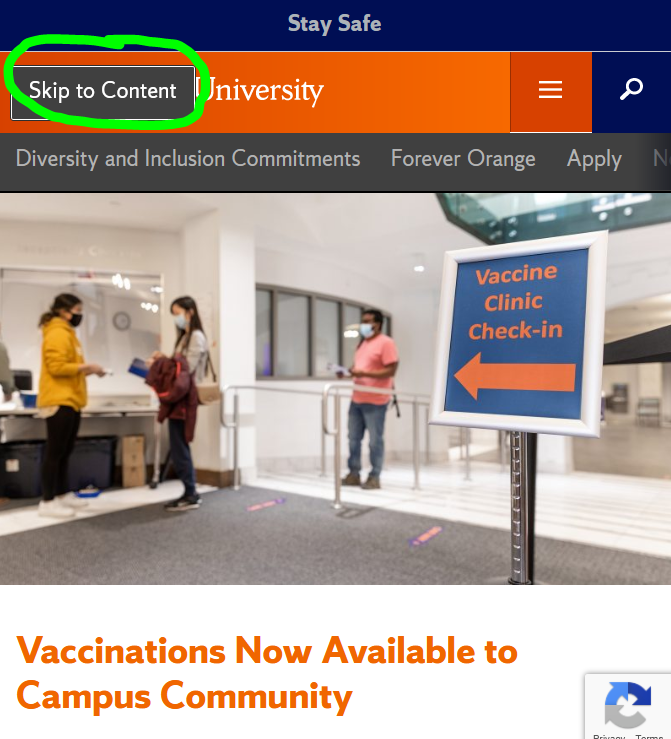 Stay Safe
Skip to Content University
Diversity and Inclusion Commitments Forever Orange Apply
Vaccine
Clinic
Check-in
Vaccinations Now Available to
Campus Community